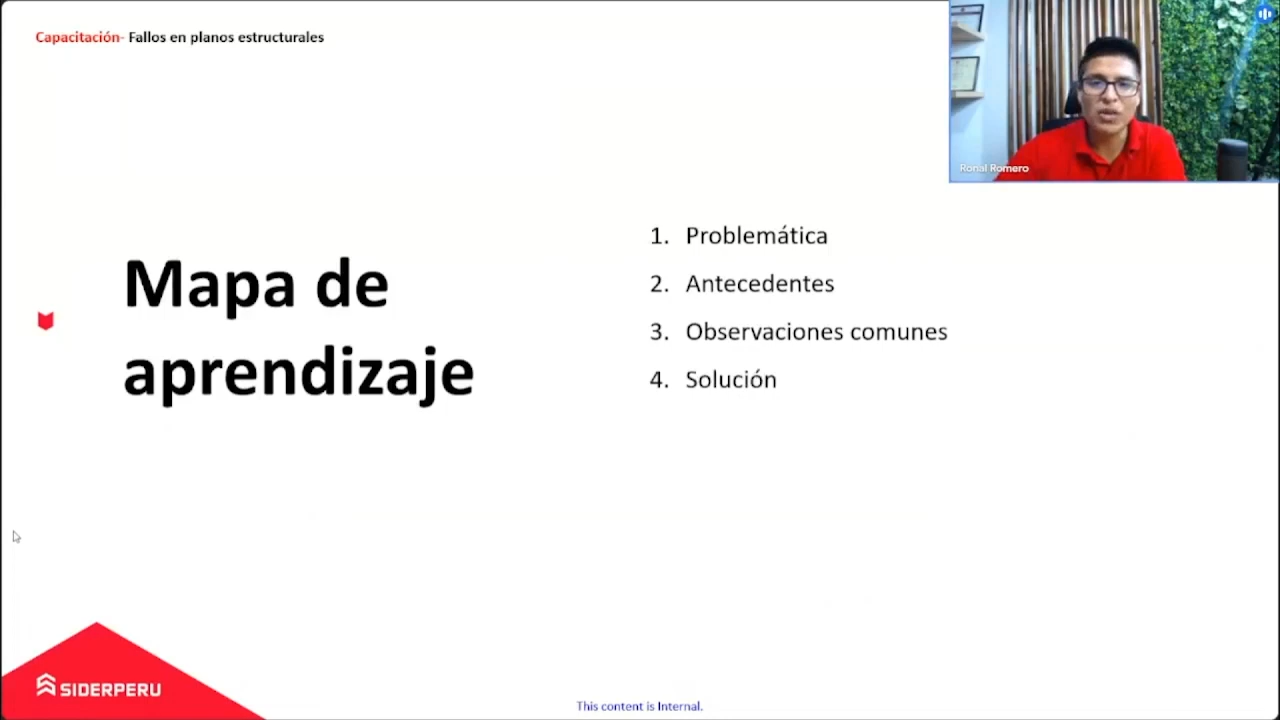 Capacitación- Fallos en planos estructurales
Ronal Romero
Mapa de
aprendizaje
1. Problemática
2. Antecedentes
3. Observaciones comunes
4. Solución
SIDERPERU
This content is Internal.